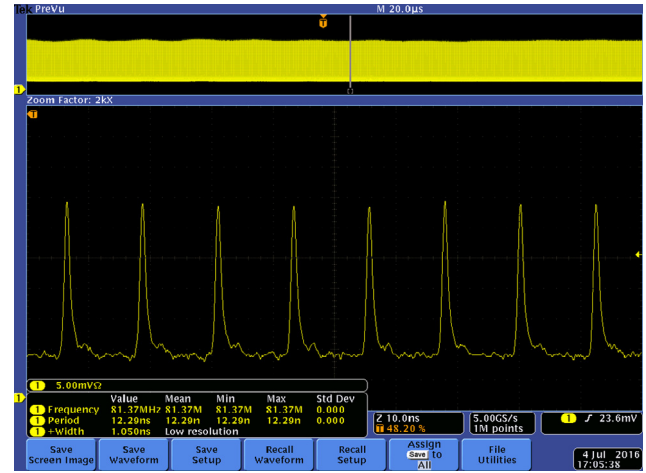 Tek PreVu M 20.0µs
T
1
Zoom Factor: 2kX
T
1 5.00mVΩ
1
Value Mean Min Max Std Dev
1 Frequency 81.37MHz 81.37M 81.37M 81.37M 0.000
1 Period 12.29ns 12.29n 12.29n 12.29n 0.000
1 +Width 1.050ns Low resolution
Z 10.0ns
T 48.20 %
5.00GS/s
1M points
1 23.6mV
Save
Screen Image
Save
Waveform
Save
Setup
Recall
Waveform
Recall
Setup
Assign
Save to
All
File
Utilities
4 Jul 2016
17:05:38